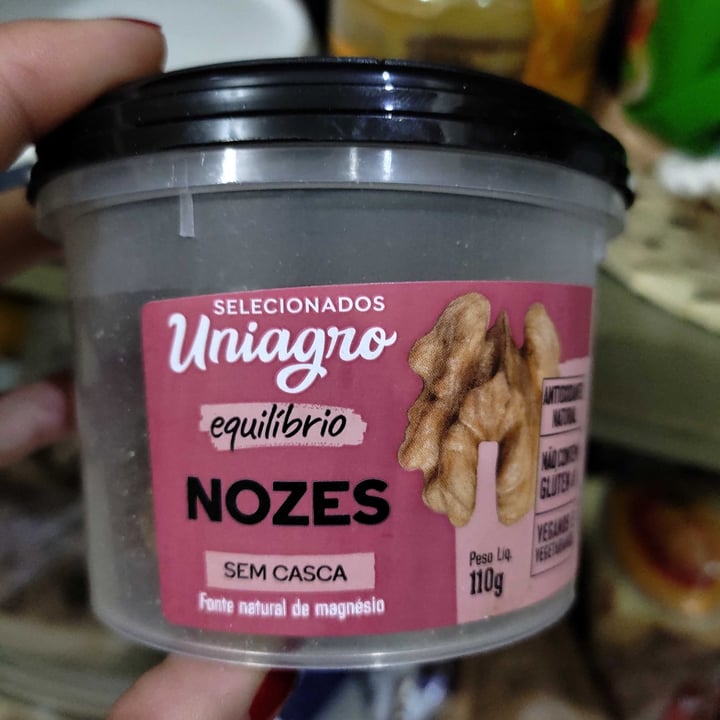 SELECIONADOS
Uniagro
equilíbrio
NOZES
SEM CASCA
Fonte natural de magnésio
Peso Líq.
110g
ANTIOXIDANTE
NATURAL
NÃO CONTÉM
GLUTEN
VEGANOS E
VEGETARIANOS